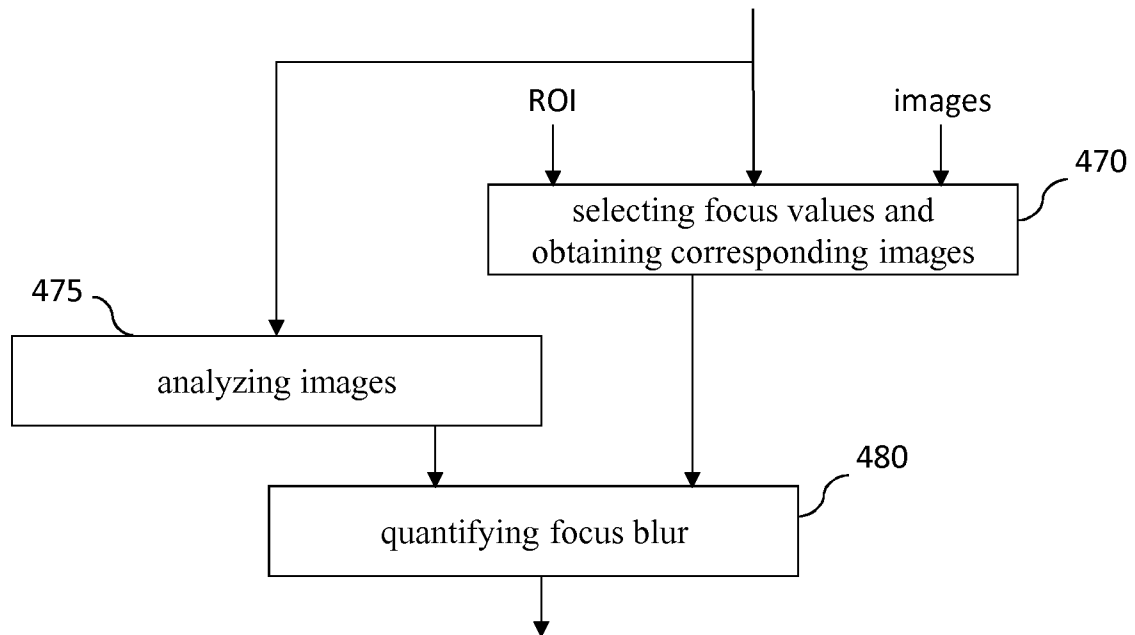 ROI
images
470
selecting focus values and
obtaining corresponding images
475
analyzing images
480
quantifying focus blur